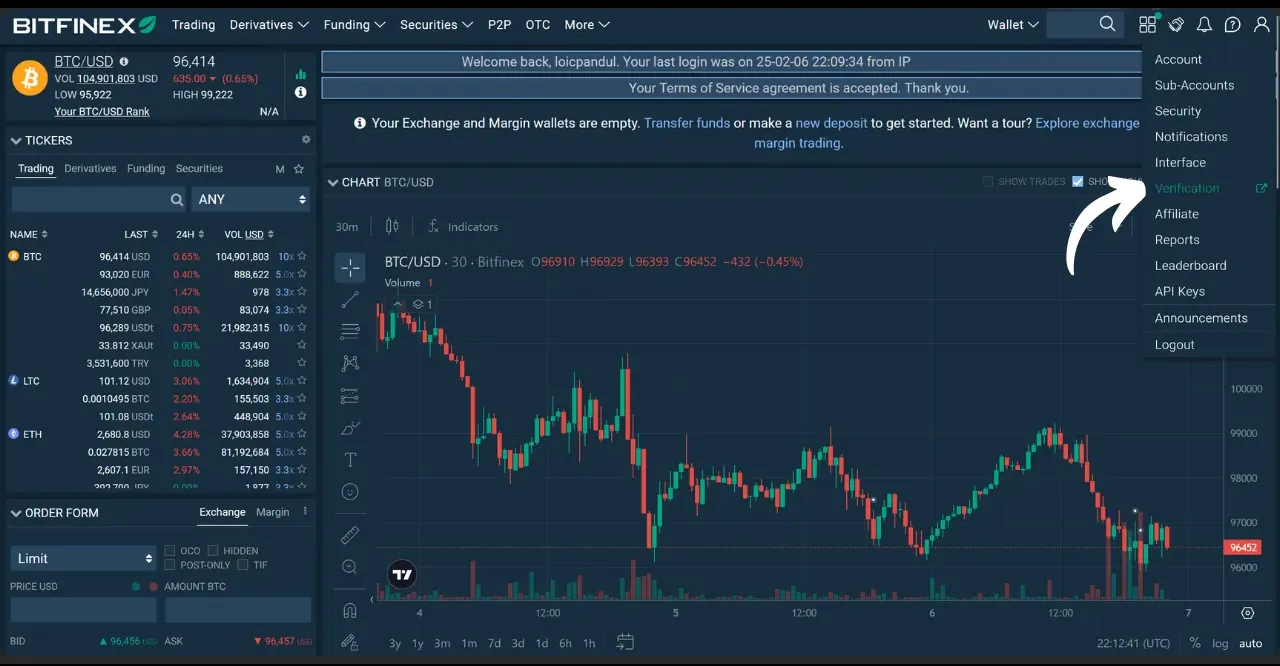 BITFINEX Trading Derivatives Funding Securities P2P OTC More Wallet
BTC/USD 96,414
VOL 104,901,803 USD 635.00 (0.65%)
LOW 95,922 HIGH 99,222
Your BTC/USD Rank N/A
Welcome back, loicpandul. Your last login was on 25-02-06 22:09:34 from IP
Your Terms of Service agreement is accepted. Thank you.
Your Exchange and Margin wallets are empty. Transfer funds or make a new deposit to get started. Want a tour? Explore exchange
margin trading.
Account
Sub-Accounts
Security
Notifications
Interface
Verification
Affiliate
Reports
Leaderboard
API Keys
Announcements
Logout
TICKERS
Trading Derivatives Funding Securities M
ANY
NAME LAST 24H VOL USD
BTC 96,414 USD 0.65% 104,901,803 10x
93,020 EUR 0.40% 888,622 5.0x
14,656,000 JPY 1.47% 978 3.3x
77,510 GBP 0.05% 83,074 3.3x
96,289 USDt 0.75% 21,982,315 10x
33.812 XAUt 0.00% 33,490
3,531,600 TRY 0.00% 3,368
LTC 101.12 USD 3.06% 1,634,904 5.0x
0.0010495 BTC 2.20% 155,503 3.3x
101.08 USDt 2.64% 448,904 5.0x
ETH 2,680.8 USD 4.28% 37,903,858 5.0x
0.027815 BTC 3.66% 81,192,684 5.0x
2,607.1 EUR 2.97% 157,150 3.3x
CHART BTC/USD SHOW TRADES
30m Indicators
BTC/USD · 30 · Bitfinex O96910 H96929 L96393 C96452 −432 (−0.45%)
Volume 1
1
100000
99000
98000
97000
96452
96000
4 12:00 5 12:00 6 12:00 7
3y 1y 3m 1m 7d 3d 1d 6h 1h 22:12:41 (UTC) % log auto
ORDER FORM Exchange Margin
Limit OCO HIDDEN
POST-ONLY TIF
PRICE USD AMOUNT BTC
BID 96,456 USD ASK 96,457 USD